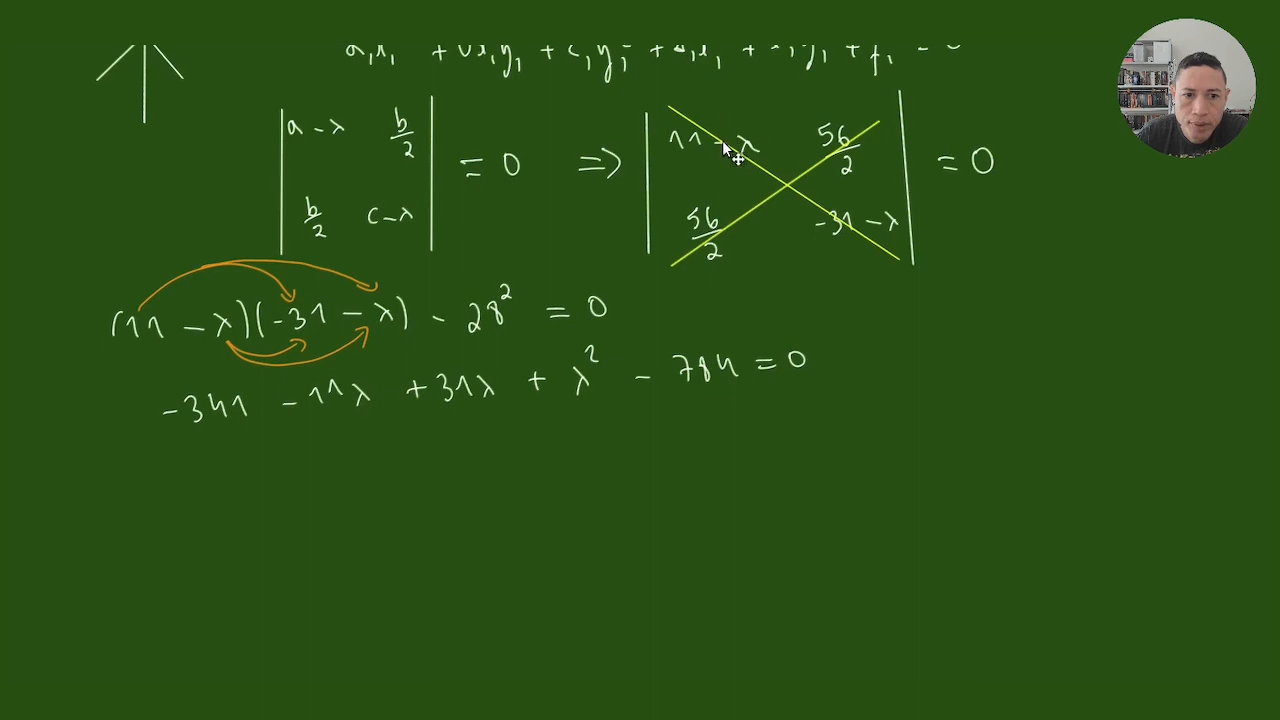 | a - λ   b/2 |
| b/2   c - λ | = 0 ⇒ | 11 - λ   56/2 |
| 56/2   -31 - λ | = 0
(11 - λ)(-31 - λ) - 28² = 0
-341 - 11λ + 31λ + λ² - 784 = 0